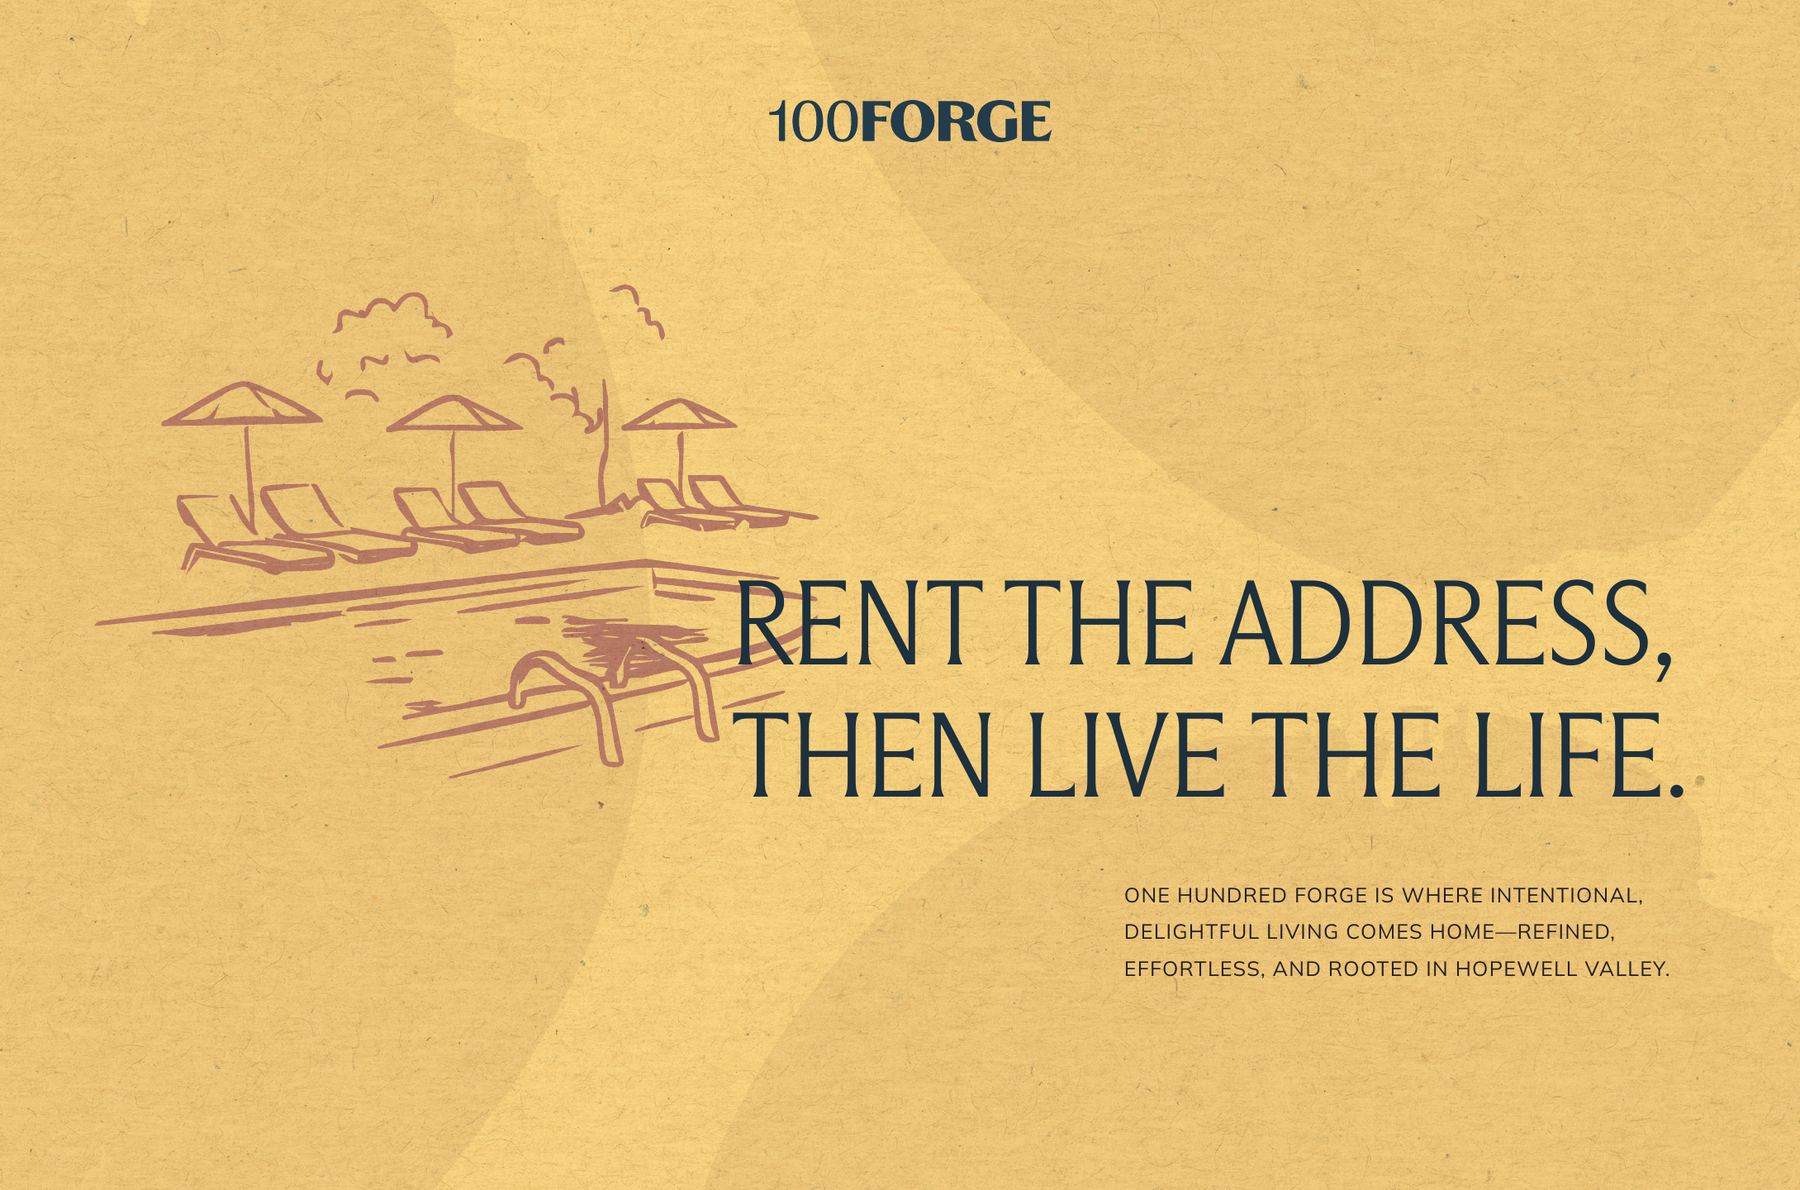 100FORGE
RENT THE ADDRESS,
THEN LIVE THE LIFE.
ONE HUNDRED FORGE IS WHERE INTENTIONAL,
DELIGHTFUL LIVING COMES HOME—REFINED,
EFFORTLESS, AND ROOTED IN HOPEWELL VALLEY.